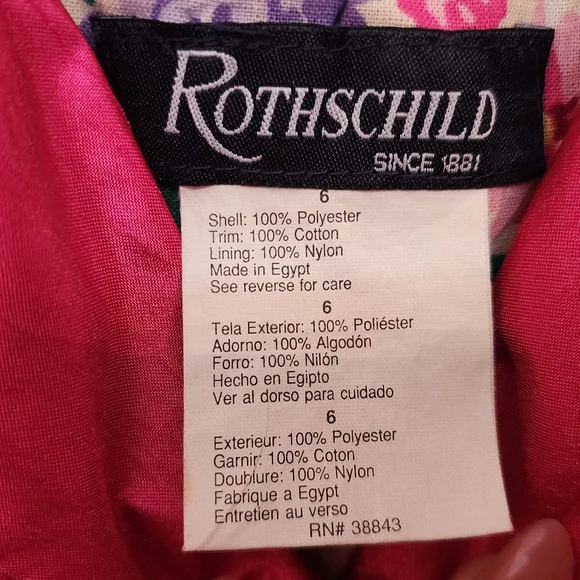 ROTHSCHILD
SINCE 1881
6
Shell: 100% Polyester
Trim: 100% Cotton
Lining: 100% Nylon
Made in Egypt
See reverse for care
6
Tela Exterior: 100% Poliéster
Adorno: 100% Algodón
Forro: 100% Nilón
Hecho en Egipto
Ver al dorso para cuidado
6
Exterieur: 100% Polyester
Garnir: 100% Coton
Doublure: 100% Nylon
Fabrique a Egypt
Entretien au verso
RN# 38843